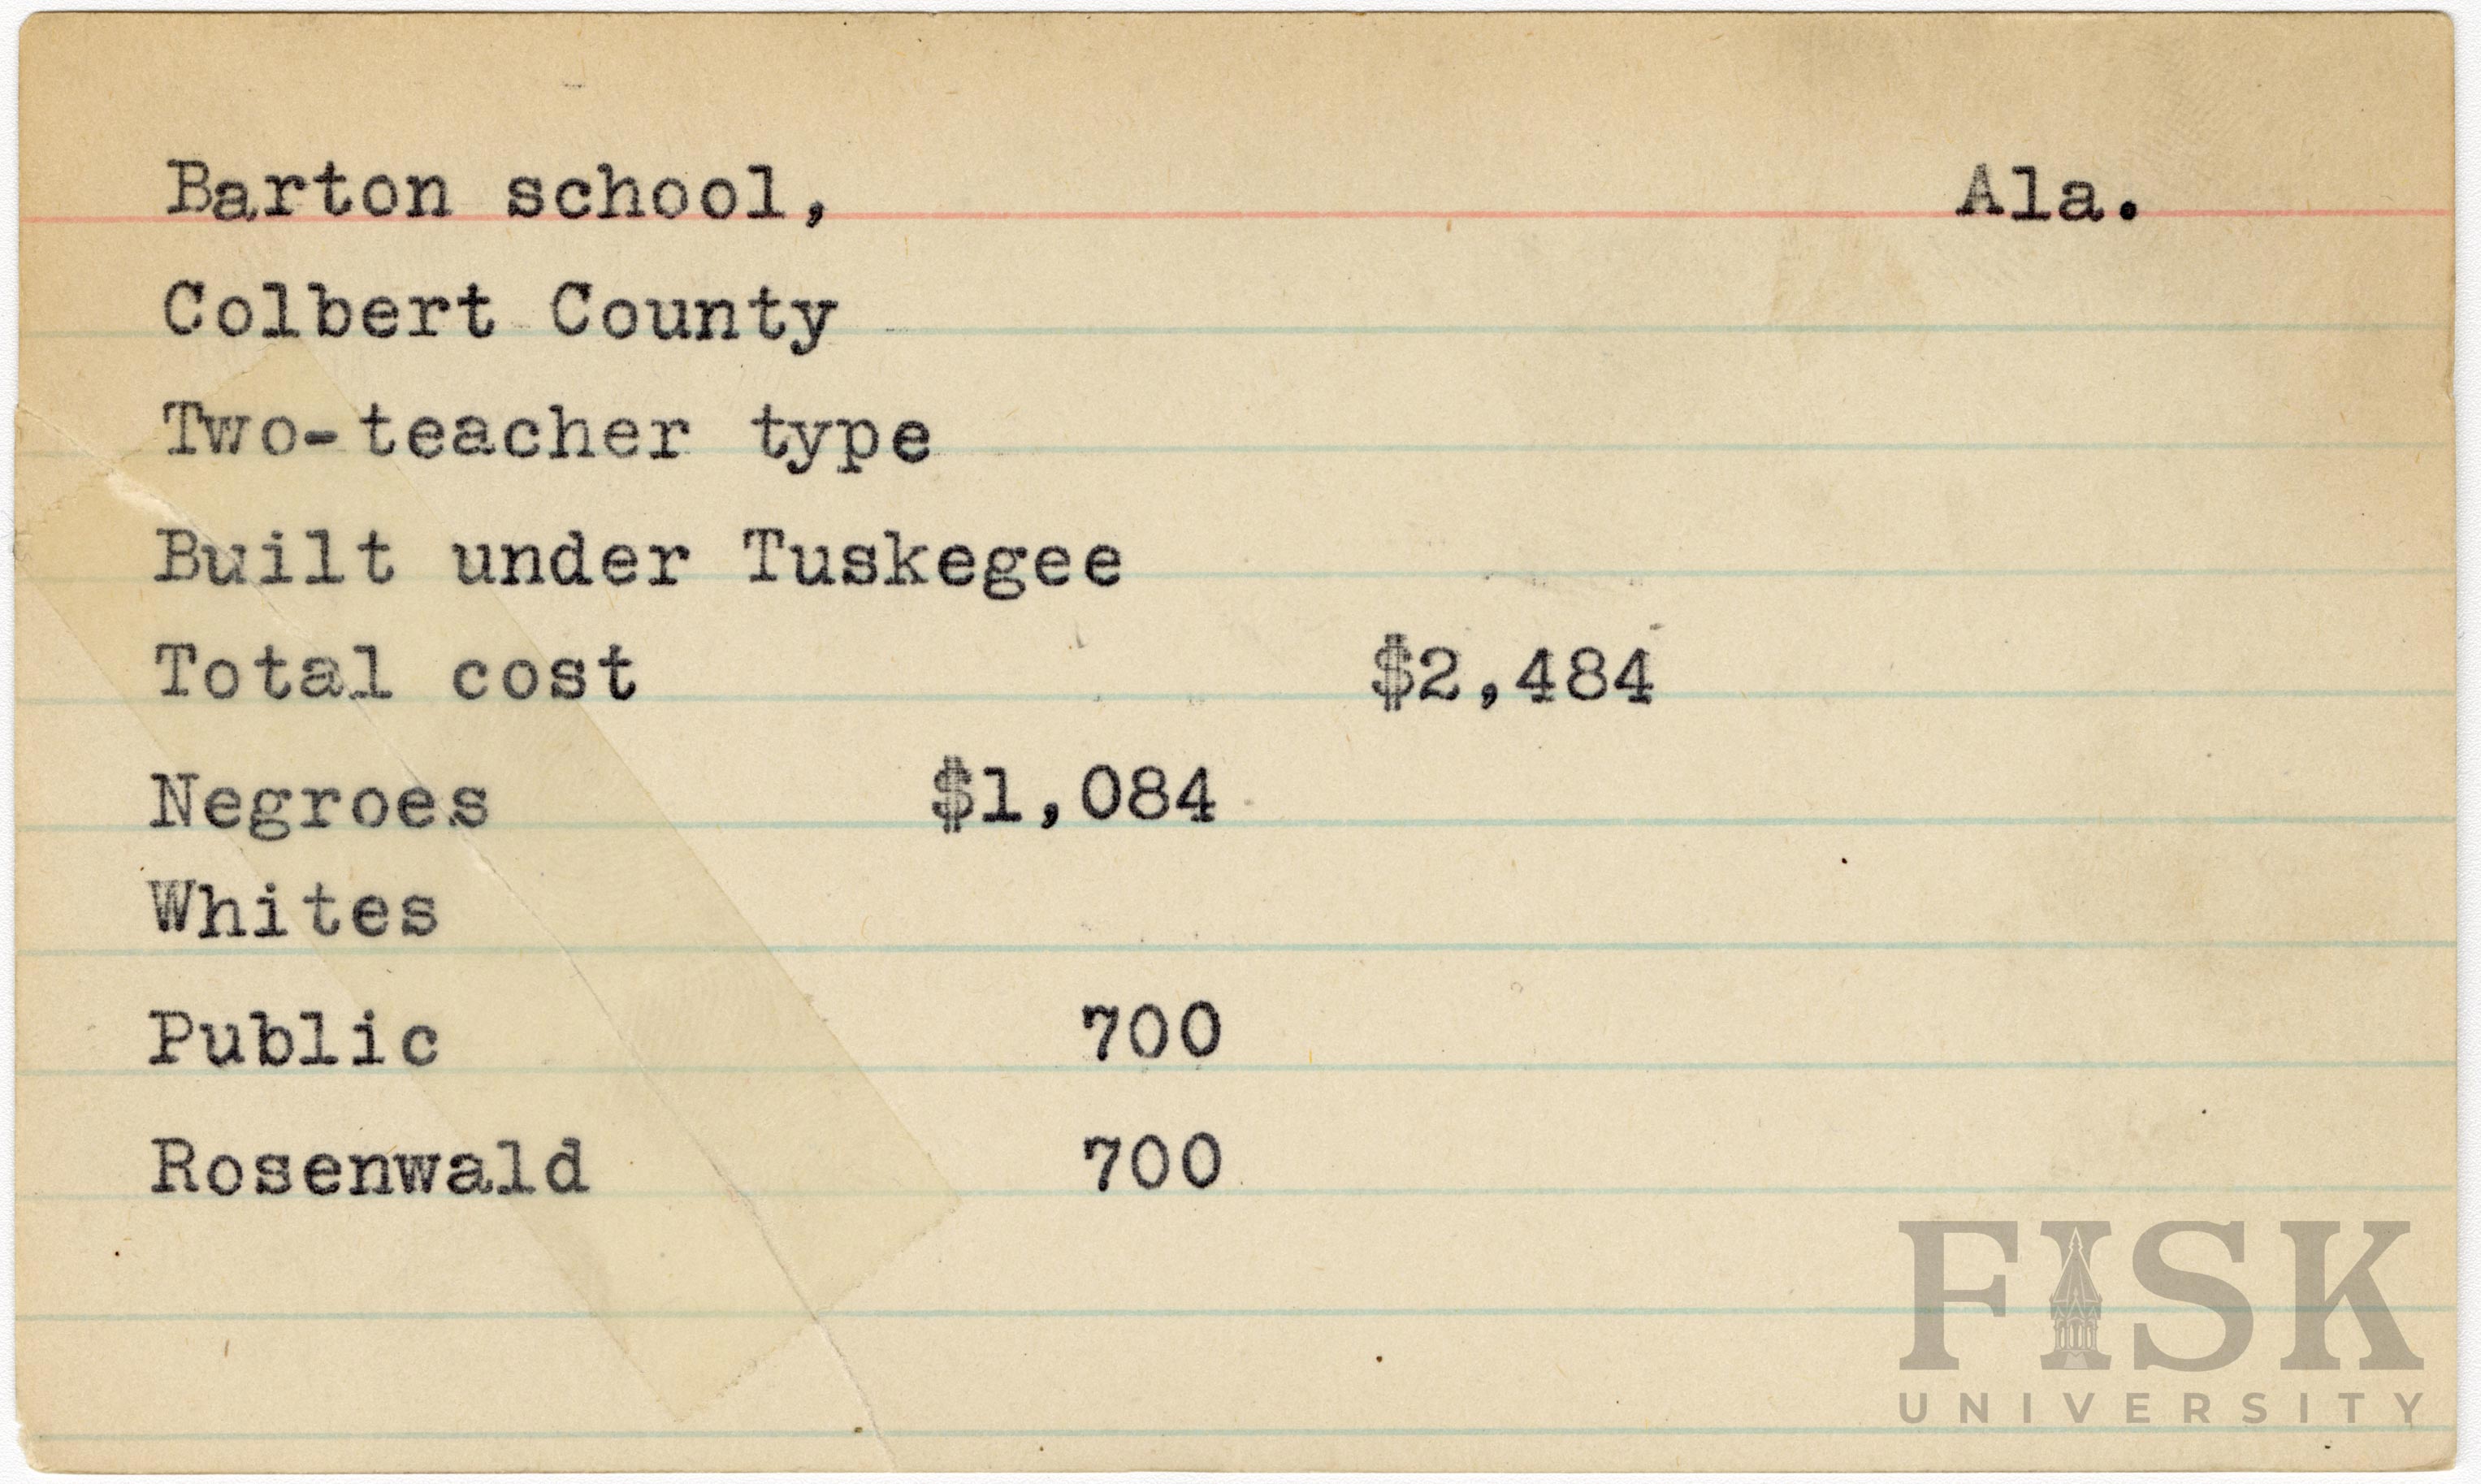 Barton school, Ala.
Colbert County
Two-teacher type
Built under Tuskegee
Total cost $2,484
Negroes $1,084
Whites
Public 700
Rosenwald 700
FISK
UNIVERSITY